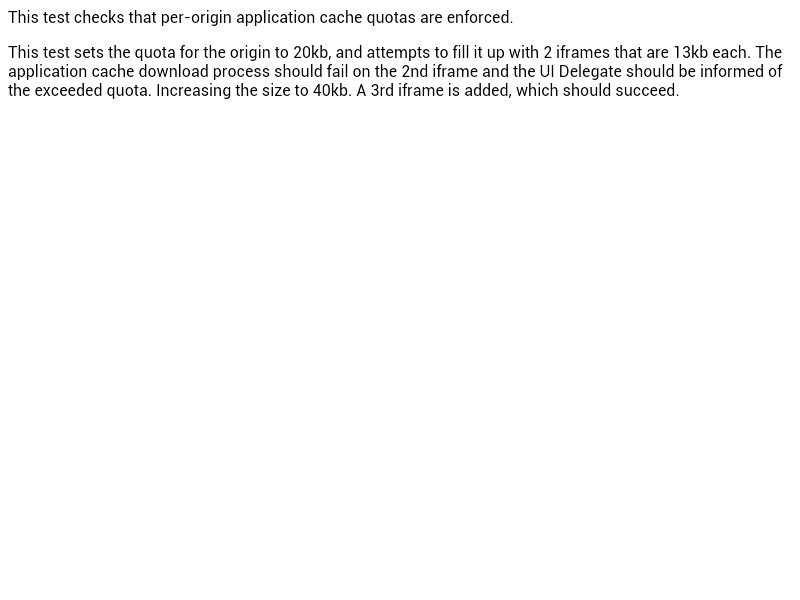 This test checks that per-origin application cache quotas are enforced.
This test sets the quota for the origin to 20kb, and attempts to fill it up with 2 iframes that are 13kb each. The
application cache download process should fail on the 2nd iframe and the UI Delegate should be informed of
the exceeded quota. Increasing the size to 40kb. A 3rd iframe is added, which should succeed.